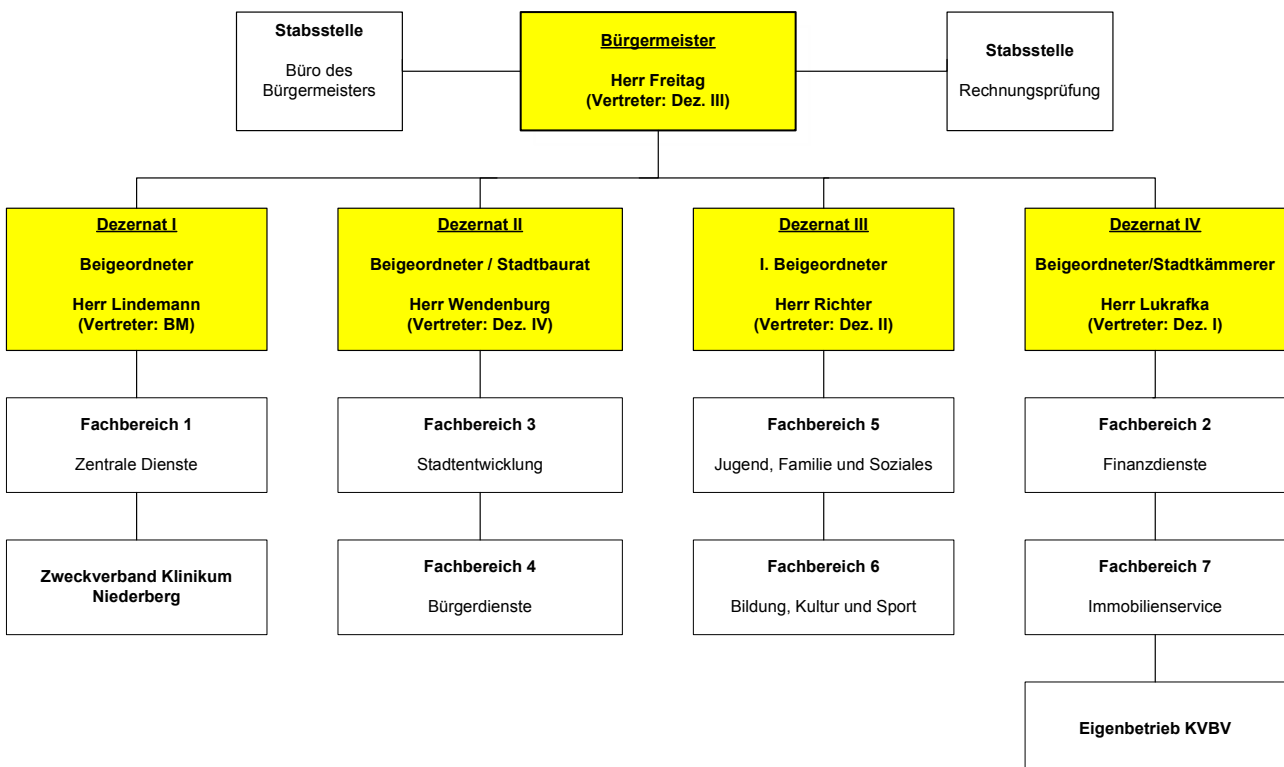 Stabsstelle
Büro des
Bürgermeisters
Bürgermeister
Herr Freitag
(Vertreter: Dez. III)
Stabsstelle
Rechnungsprüfung
Dezernat I
Beigeordneter
Herr Lindemann
(Vertreter: BM)
Dezernat II
Beigeordneter / Stadtbaurat
Herr Wendenburg
(Vertreter: Dez. IV)
Dezernat III
I. Beigeordneter
Herr Richter
(Vertreter: Dez. II)
Dezernat IV
Beigeordneter/Stadtkämmerer
Herr Lukrafka
(Vertreter: Dez. I)
Fachbereich 1
Zentrale Dienste
Fachbereich 3
Stadtentwicklung
Fachbereich 5
Jugend, Familie und Soziales
Fachbereich 2
Finanzdienste
Zweckverband Klinikum
Niederberg
Fachbereich 4
Bürgerdienste
Fachbereich 6
Bildung, Kultur und Sport
Fachbereich 7
Immobilienservice
Eigenbetrieb KVBV